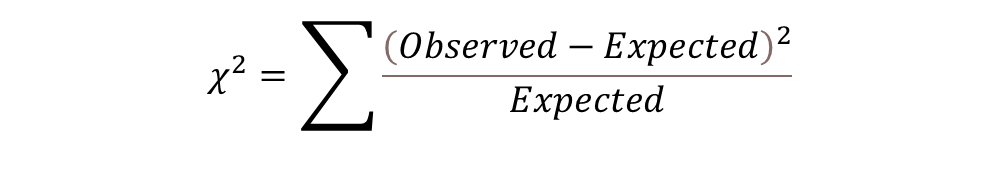 χ² = ∑ (Observed − Expected)²
Expected